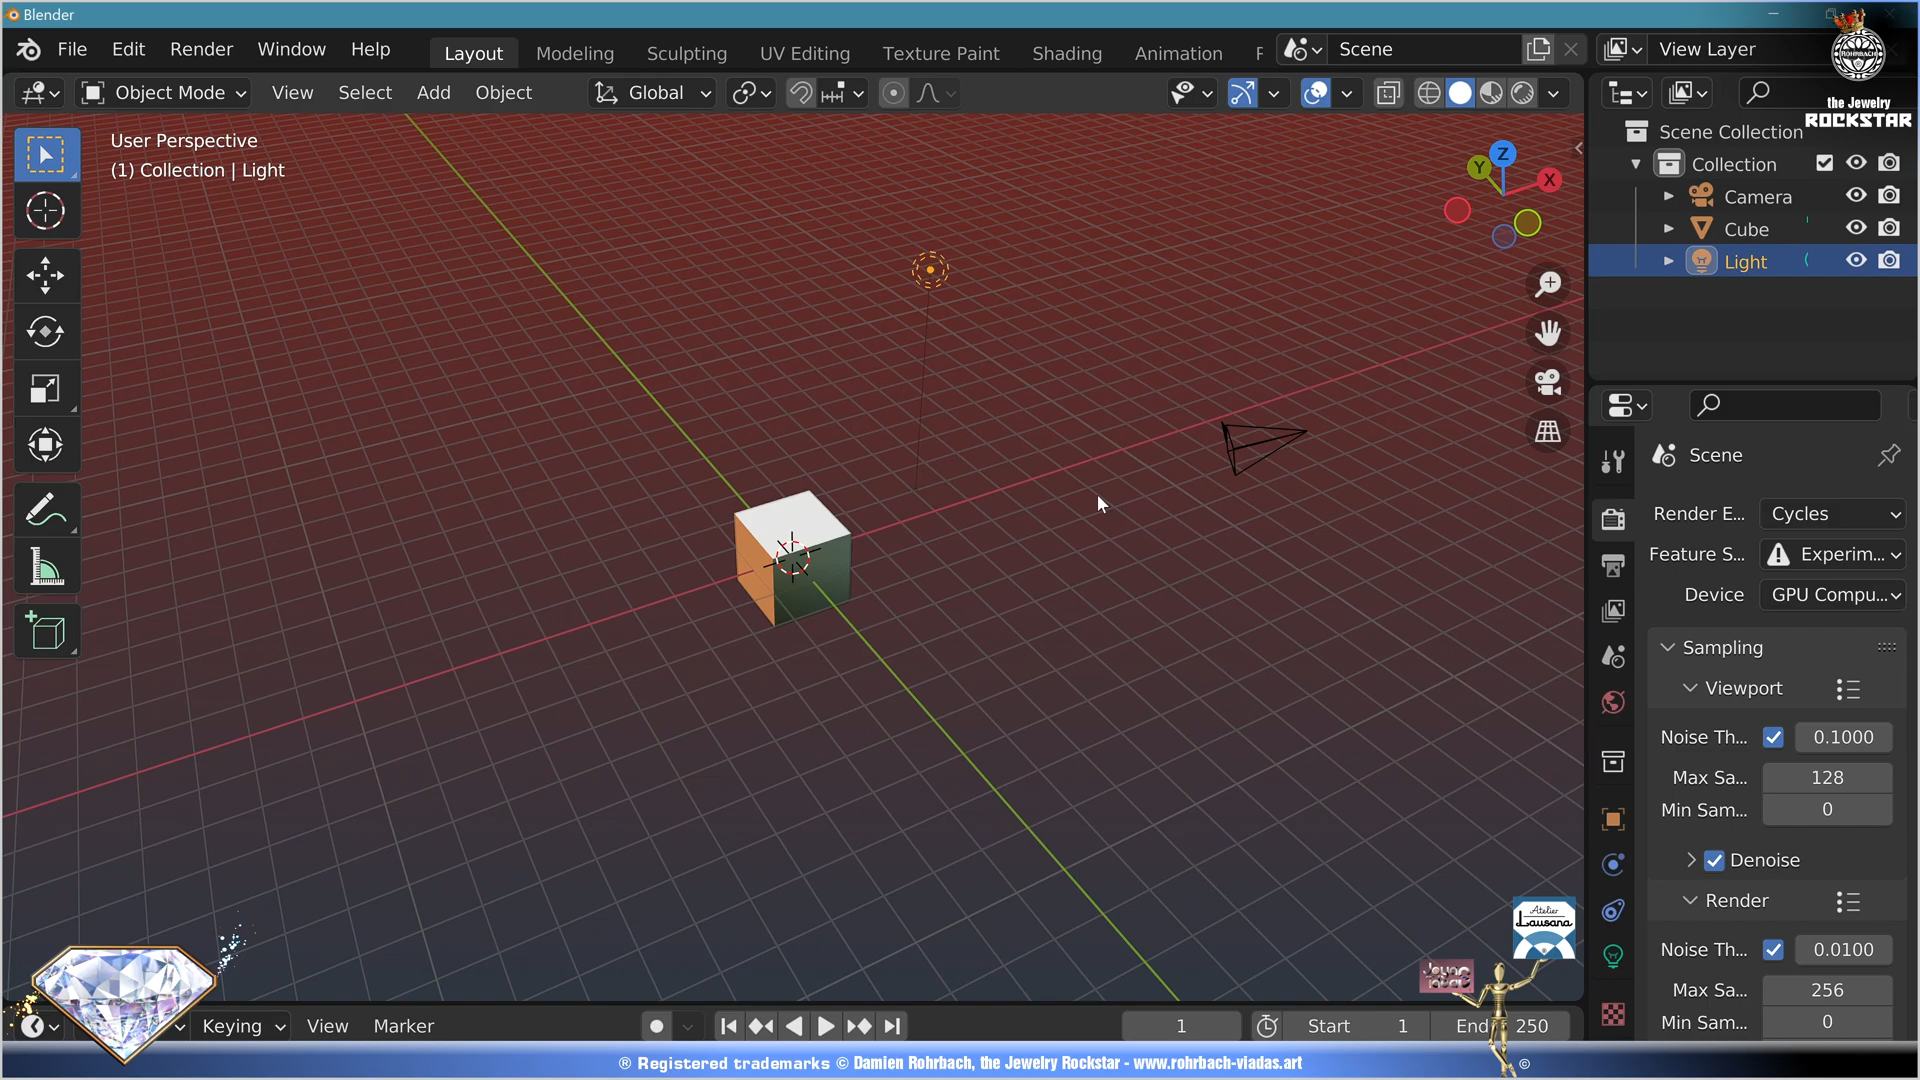 Blender
File Edit Render Window Help
Layout Modeling Sculpting UV Editing Texture Paint Shading Animation
Scene
View Layer
ROHRBACH
the Jewelry
ROCKSTAR
Object Mode View Select Add Object
Global
User Perspective
(1) Collection | Light
Z
Y
X
Scene Collection
Collection
Camera
Cube
Light
Scene
Render E... Cycles
Feature S... Experim...
Device GPU Compu...
Sampling
Viewport
Noise Th... 0.1000
Max Sa... 128
Min Sam... 0
Denoise
Render
Noise Th... 0.0100
Max Sa... 256
Min Sam... 0
Atelier
Lausana
Keying View Marker
1
Start 1
End 250
® Registered trademarks © Damien Rohrbach, the Jewelry Rockstar - www.rohrbach-viadas.art
©